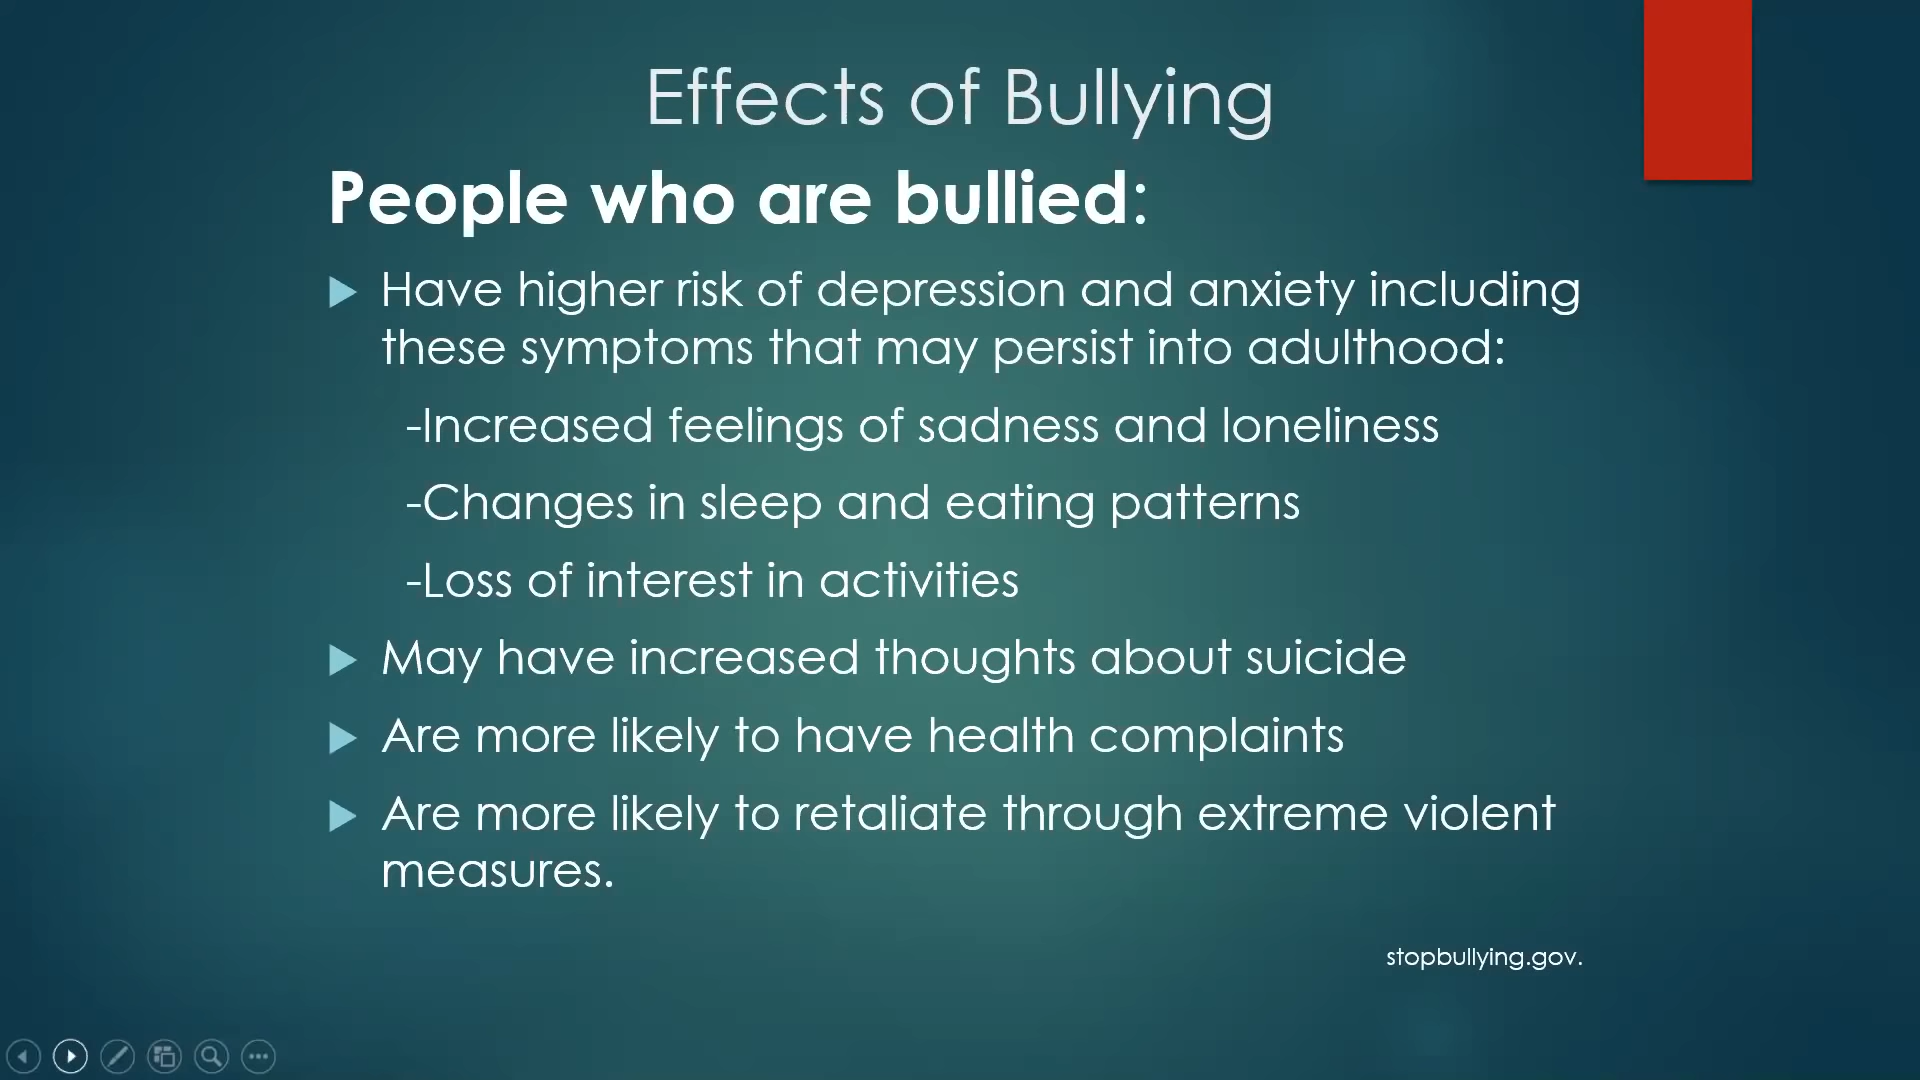 Effects of Bullying
People who are bullied:
Have higher risk of depression and anxiety including
these symptoms that may persist into adulthood:
-Increased feelings of sadness and loneliness
-Changes in sleep and eating patterns
-Loss of interest in activities
May have increased thoughts about suicide
Are more likely to have health complaints
Are more likely to retaliate through extreme violent
measures.
stopbullying.gov.